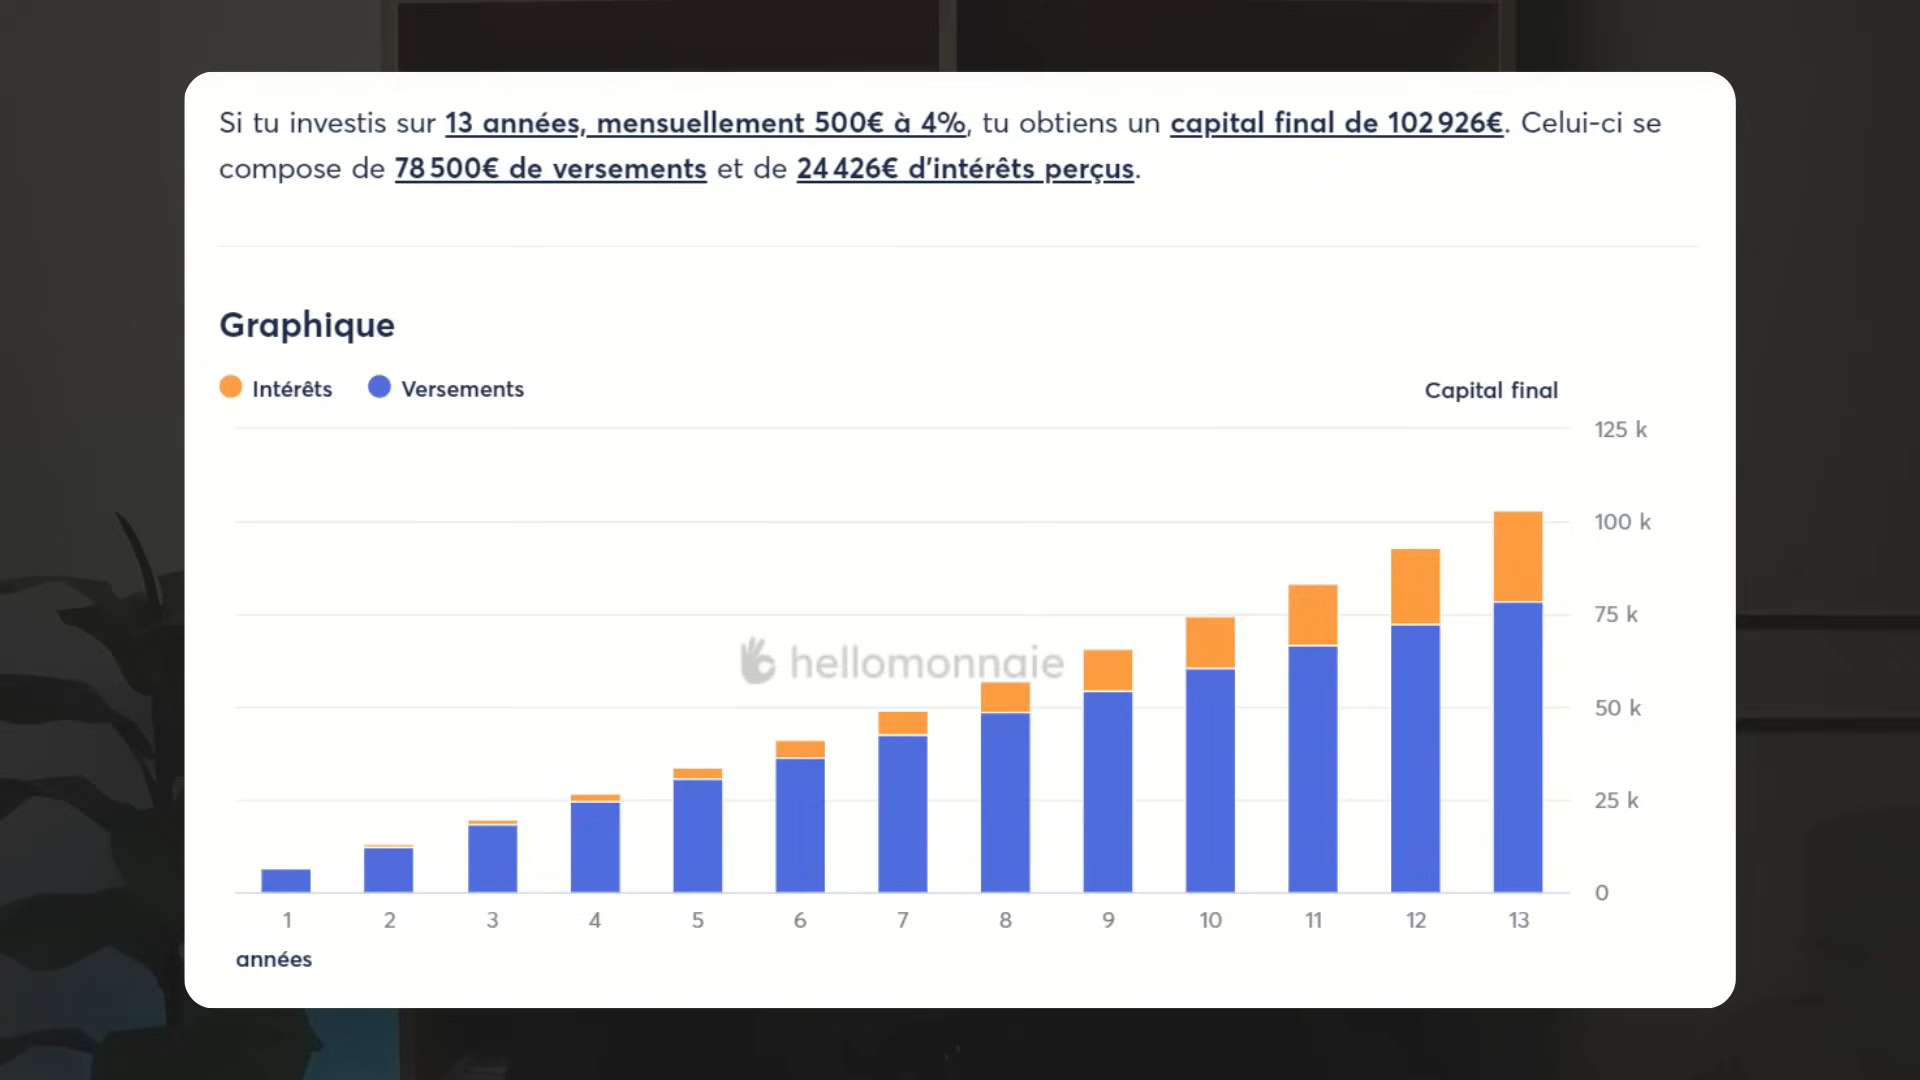 Si tu investis sur 13 années, mensuellement 500€ à 4%, tu obtiens un capital final de 102 926€. Celui-ci se
compose de 78 500€ de versements et de 24 426€ d'intérêts perçus.
Graphique
Intérêts Versements Capital final
125 k
100 k
75 k
hellomonnaie
50 k
25 k
0
1 2 3 4 5 6 7 8 9 10 11 12 13
années